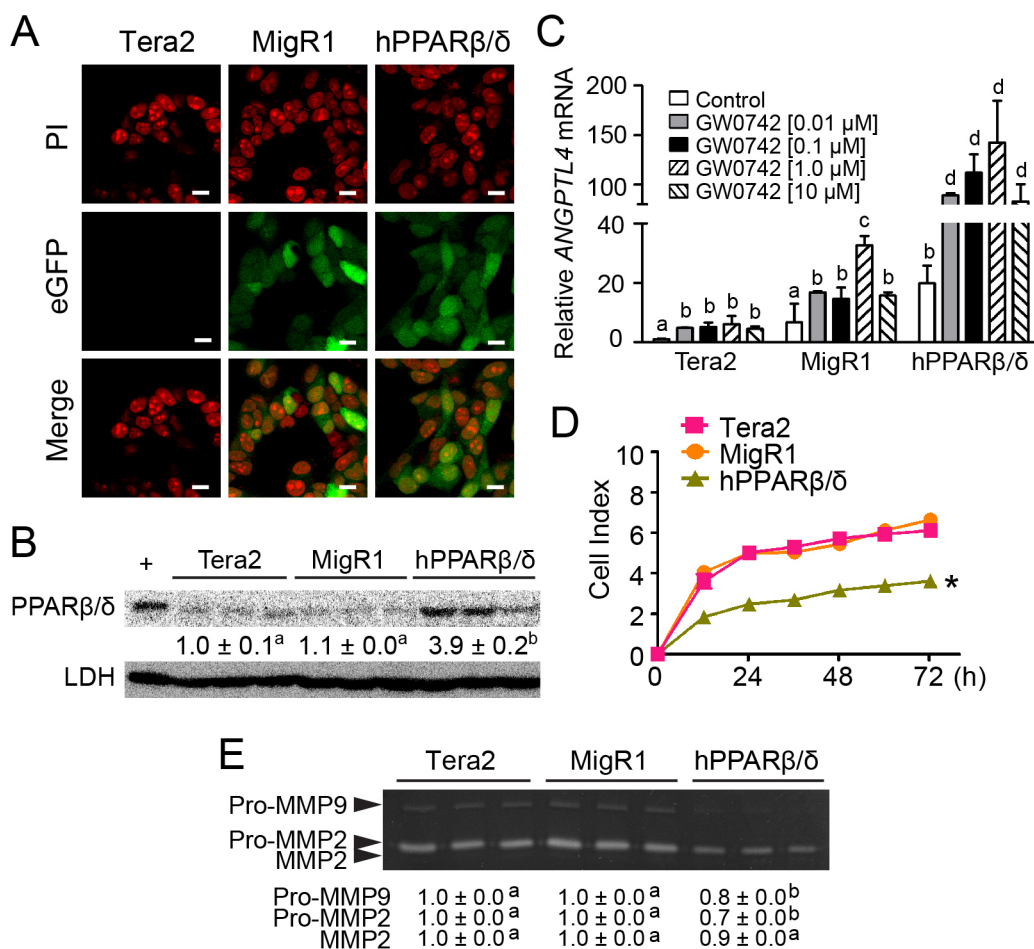 A
Tera2 MigR1 hPPARβ/δ
PI
eGFP
Merge
B
+ Tera2 MigR1 hPPARβ/δ
PPARβ/δ
1.0 ± 0.1a 1.1 ± 0.0a 3.9 ± 0.2b
LDH
C
Relative ANGPTL4 mRNA
200
150
100
40
20
0
Control
GW0742 [0.01 µM]
GW0742 [0.1 µM]
GW0742 [1.0 µM]
GW0742 [10 µM]
a b b b b
a b b c b
b d d d d
Tera2 MigR1 hPPARβ/δ
D
Tera2
MigR1
hPPARβ/δ
Cell Index
10
8
6
4
2
0
*
0 24 48 72 (h)
E
Tera2 MigR1 hPPARβ/δ
Pro-MMP9
Pro-MMP2
MMP2
Pro-MMP9 1.0 ± 0.0a 1.0 ± 0.0a 0.8 ± 0.0b
Pro-MMP2 1.0 ± 0.0a 1.0 ± 0.0a 0.7 ± 0.0b
MMP2 1.0 ± 0.0a 1.0 ± 0.0a 0.9 ± 0.0a